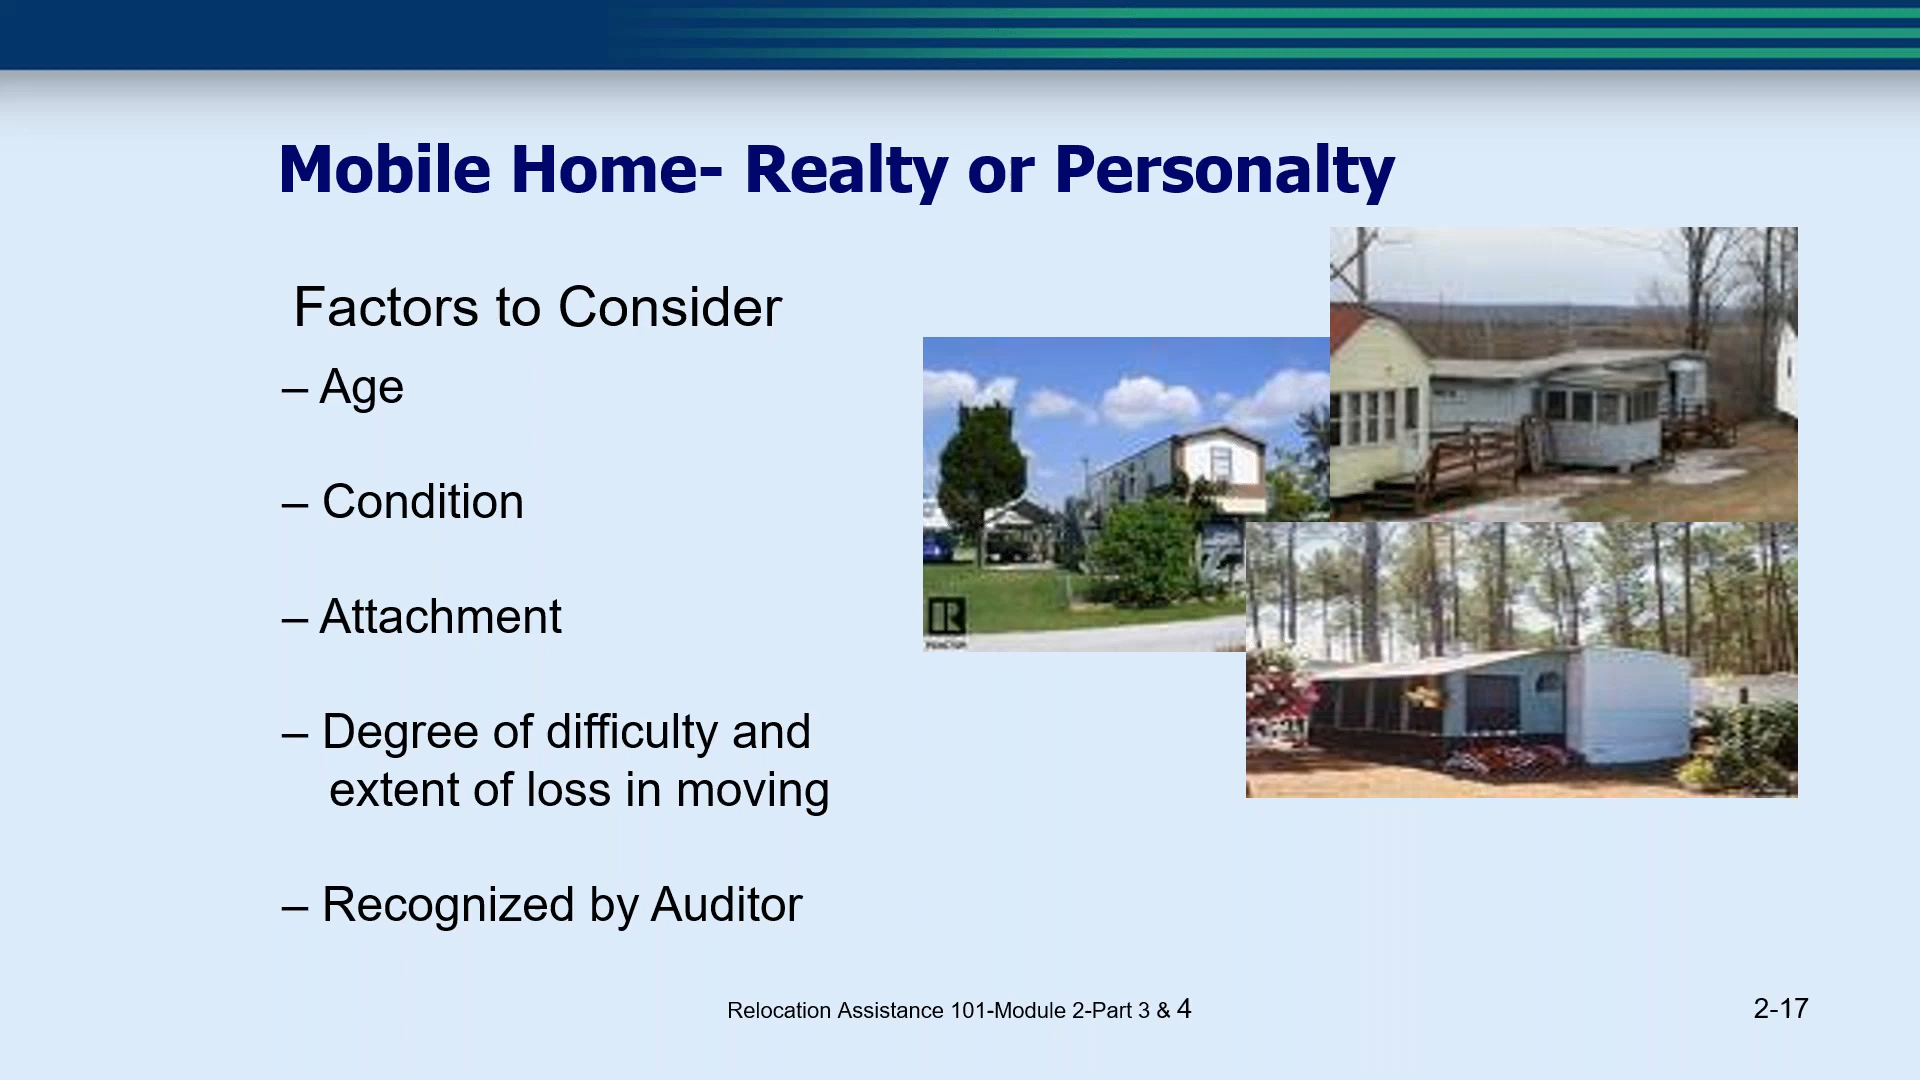 Mobile Home- Realty or Personalty
Factors to Consider
– Age
– Condition
– Attachment
– Degree of difficulty and
extent of loss in moving
– Recognized by Auditor
Relocation Assistance 101-Module 2-Part 3 & 4
2-17